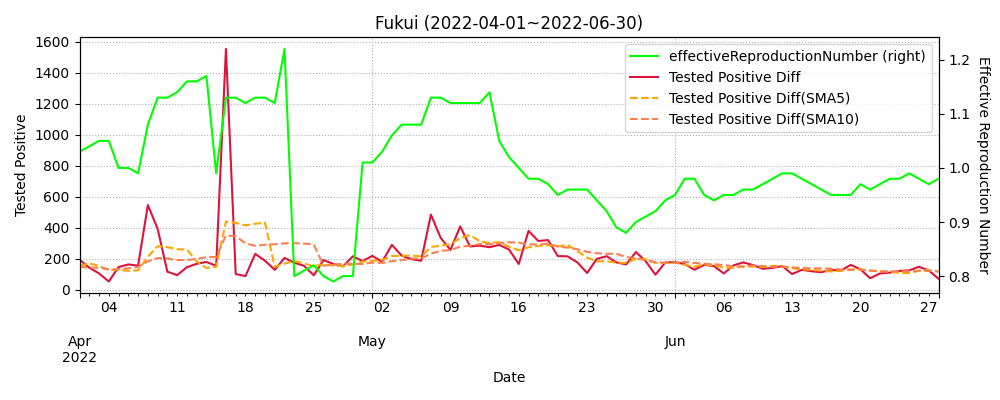 Fukui (2022-04-01~2022-06-30)
effectiveReproductionNumber (right)
Tested Positive Diff
Tested Positive Diff(SMA5)
Tested Positive Diff(SMA10)
Tested Positive
1600
1400
1200
1000
800
600
400
200
0
Effective Reproduction Number
1.2
1.1
1.0
0.9
0.8
04 11 18 25 02 09 16 23 30 06 13 20 27
Apr May Jun
2022
Date